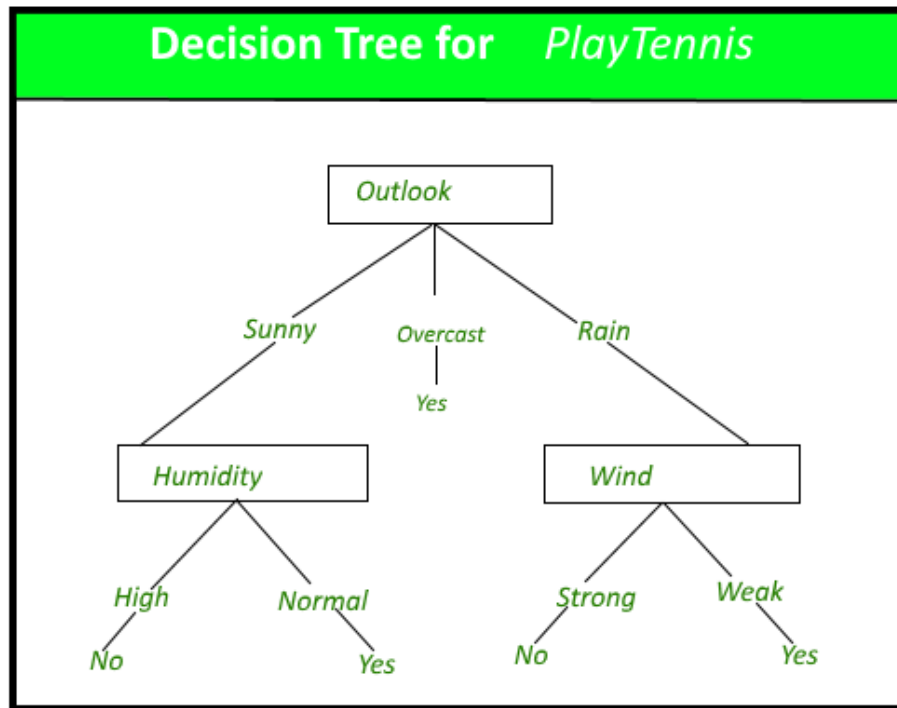 Decision Tree for PlayTennis
Outlook
Sunny Overcast Rain
Yes
Humidity Wind
High Normal Strong Weak
No Yes No Yes